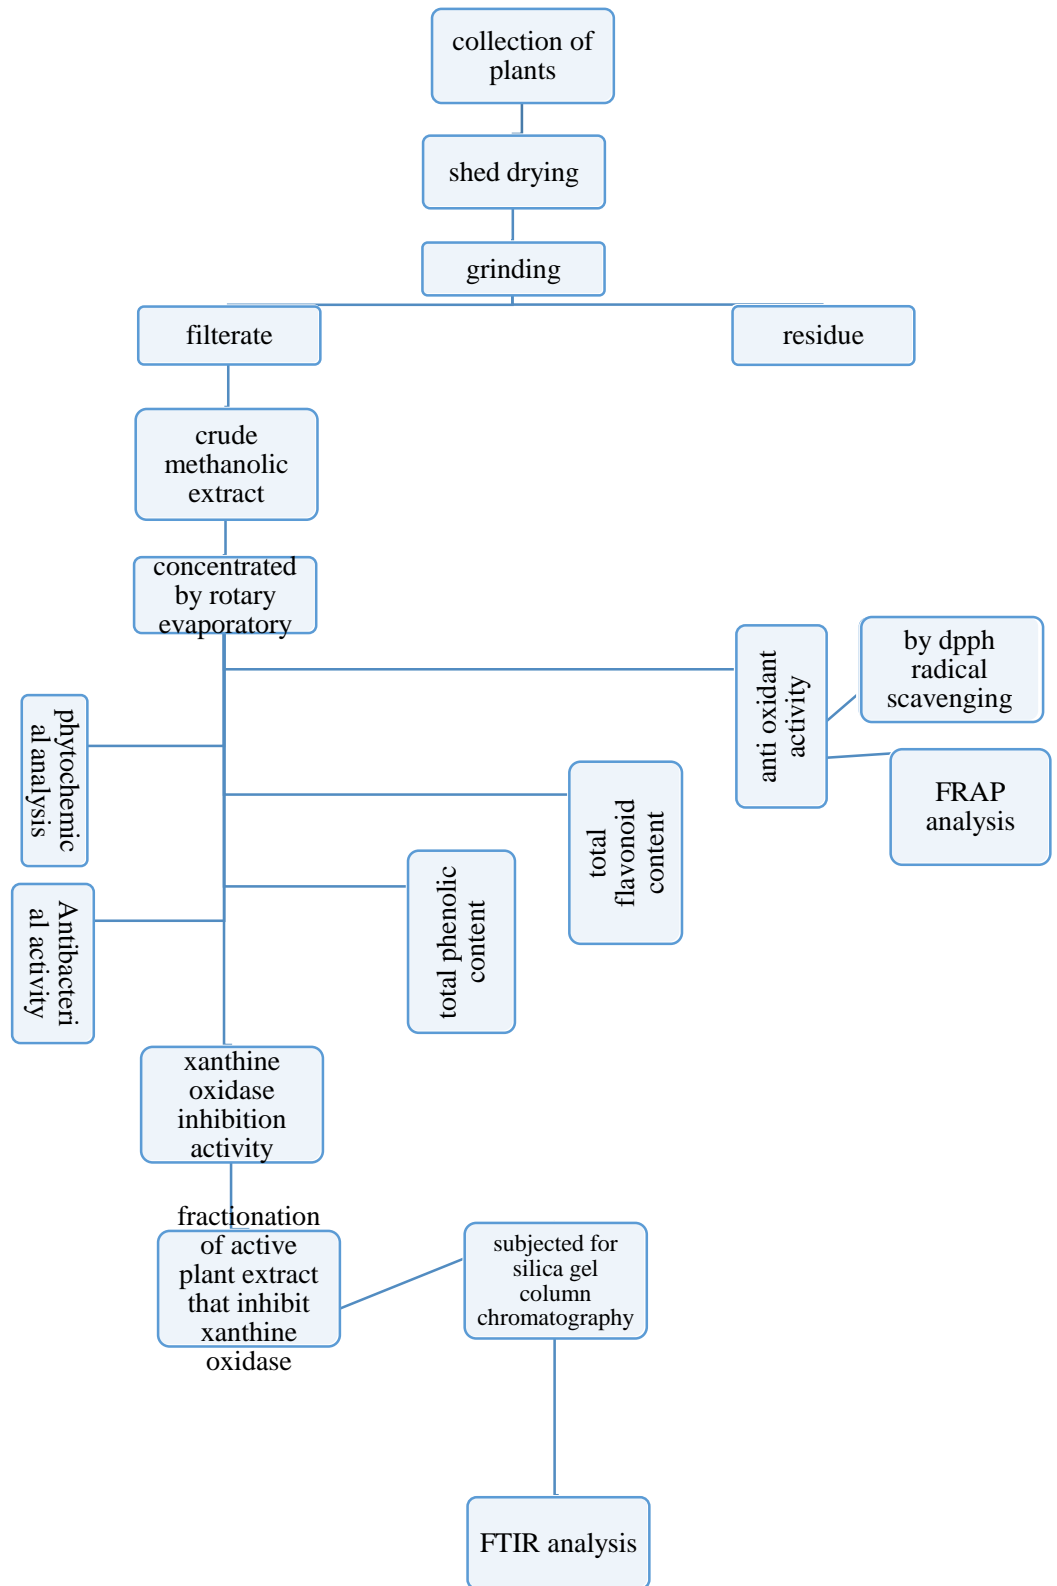 collection of
plants
shed drying
grinding
filterate
residue
crude
methanolic
extract
concentrated
by rotary
evaporatory
anti oxidant
activity
by dpph
radical
scavenging
FRAP
analysis
phytochemic
al analysis
total
flavonoid
content
total phenolic
content
Antibacteri
al activity
xanthine
oxidase
inhibition
activity
fractionation
of active
plant extract
that inhibit
xanthine
oxidase
subjected for
silica gel
column
chromatography
FTIR analysis